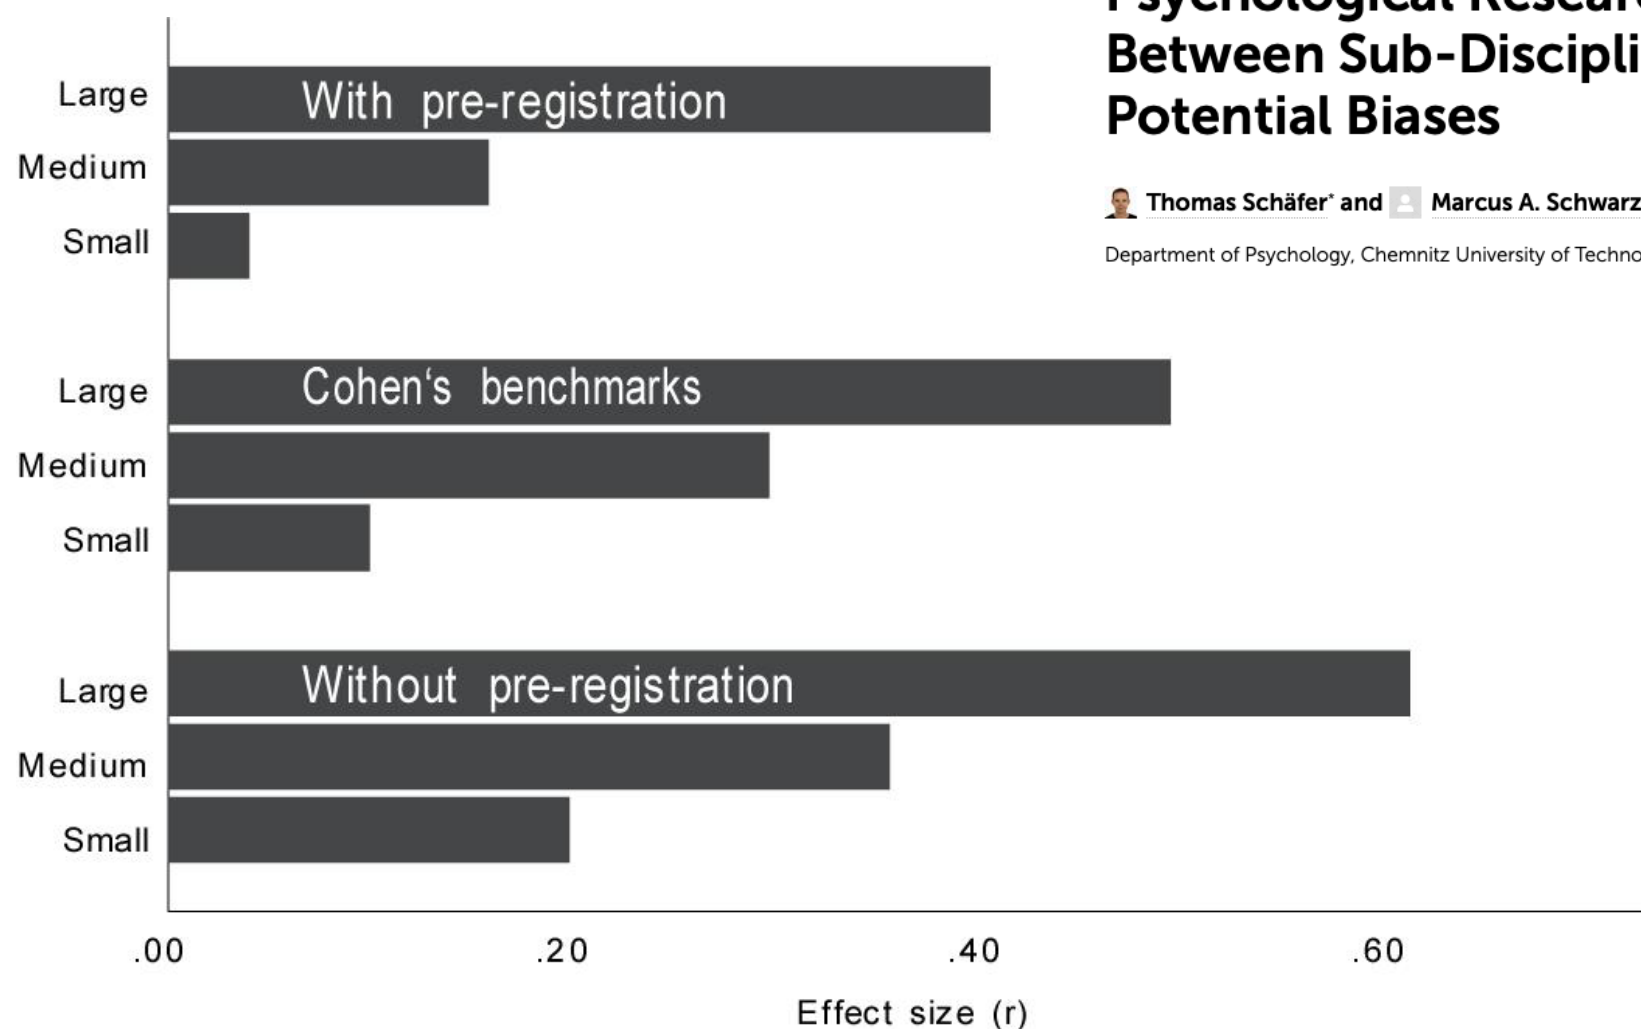 Psychological Resear
Between Sub-Discipli
Potential Biases
Thomas Schäfer* and Marcus A. Schwarz
Department of Psychology, Chemnitz University of Techno
Large
With pre-registration
Medium
Small
Large
Cohen‘s benchmarks
Medium
Small
Large
Without pre-registration
Medium
Small
.00 .20 .40 .60
Effect size (r)